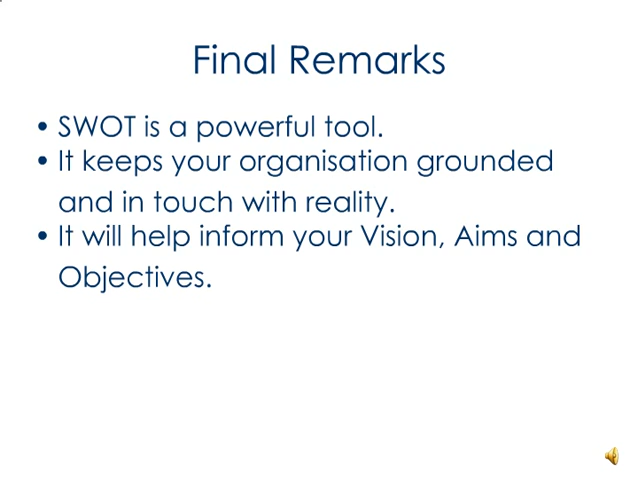 Final Remarks
• SWOT is a powerful tool.
• It keeps your organisation grounded
and in touch with reality.
• It will help inform your Vision, Aims and
Objectives.